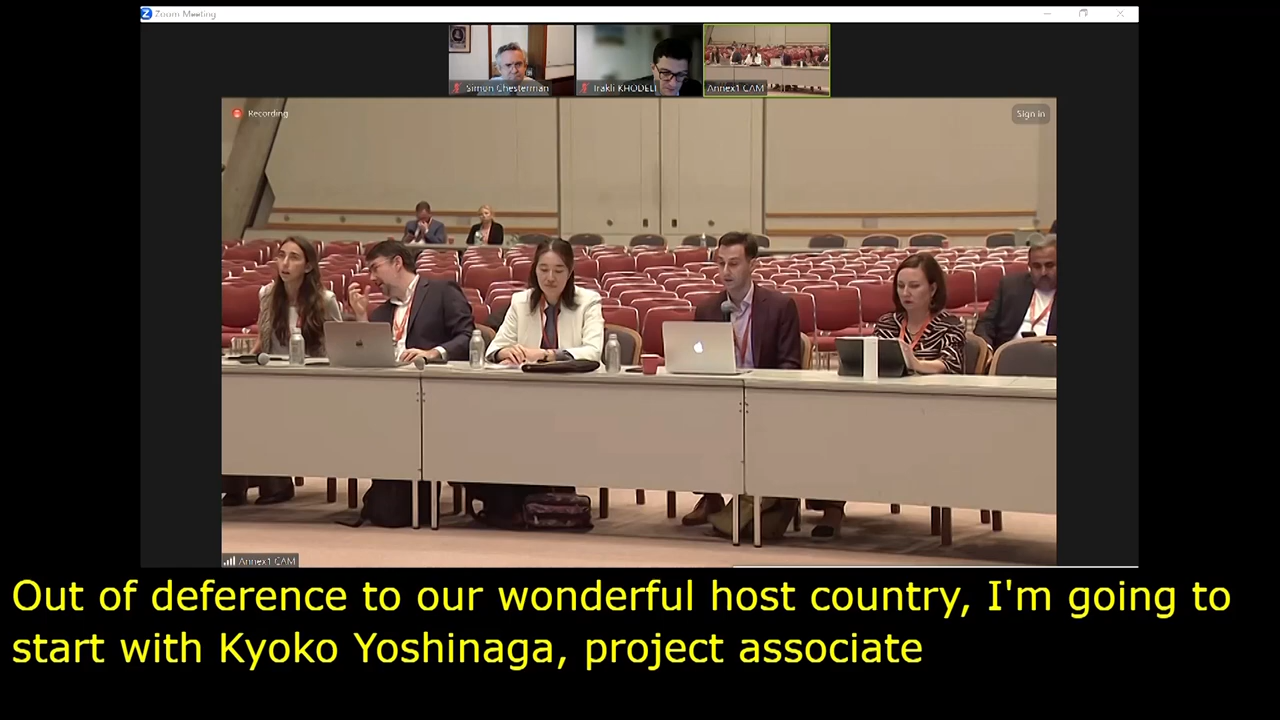 Zoom Meeting
Simon Chesterman
Irakli KHODELI
Annex1 CAM
Recording
Sign in
Annex1 CAM
Out of deference to our wonderful host country, I'm going to
start with Kyoko Yoshinaga, project associate